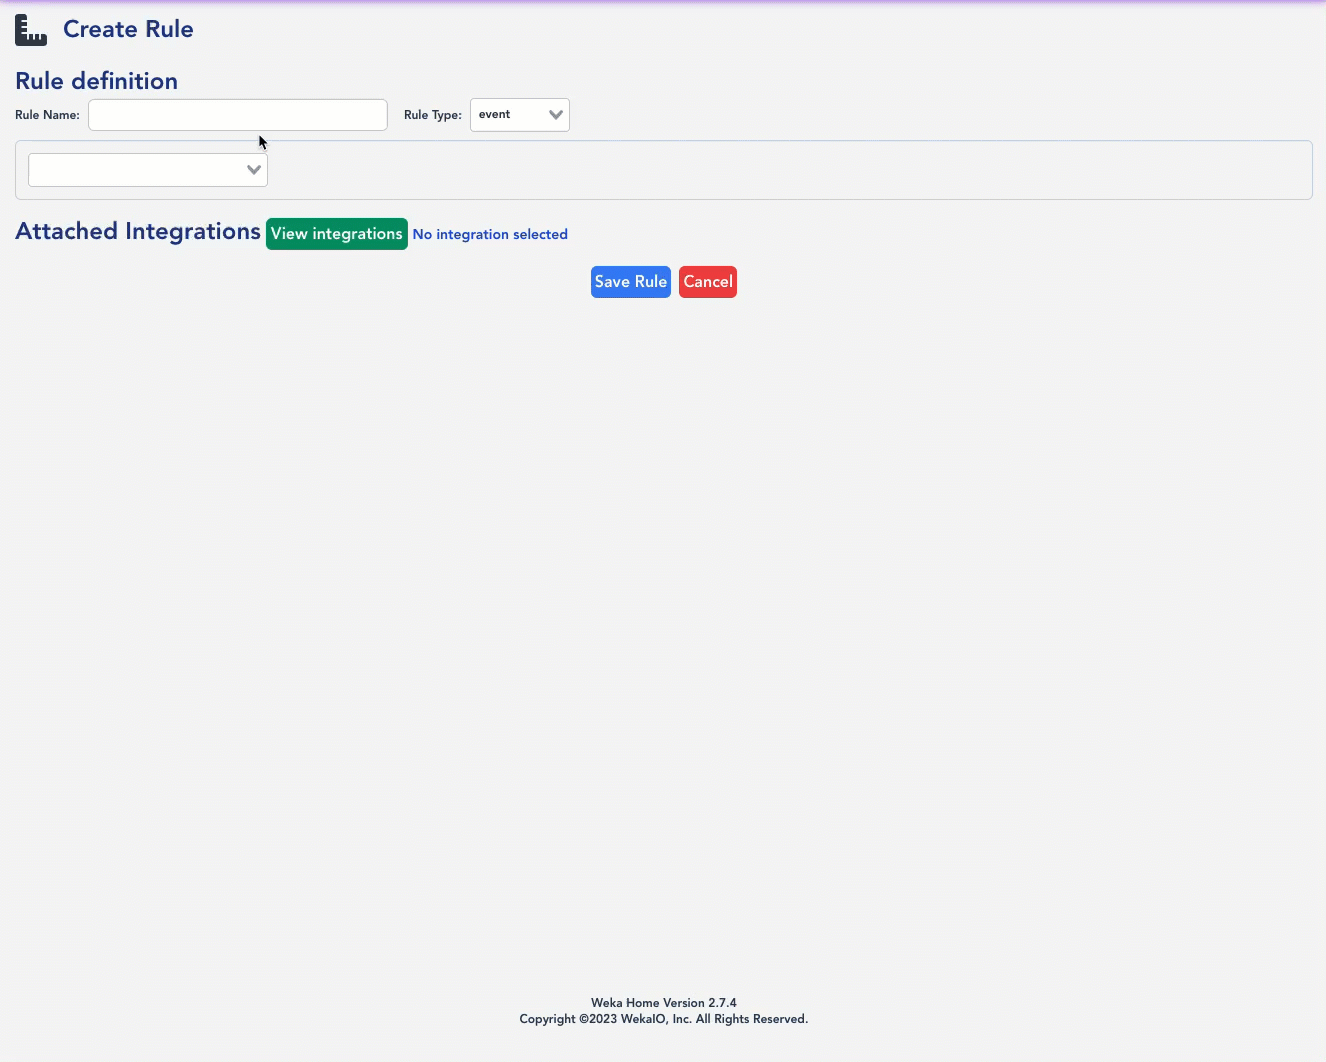 Create Rule
Rule definition
Rule Name: Rule Type: event
Attached Integrations View integrations No integration selected
Save Rule Cancel
Weka Home Version 2.7.4
Copyright ©2023 WekaIO, Inc. All Rights Reserved.